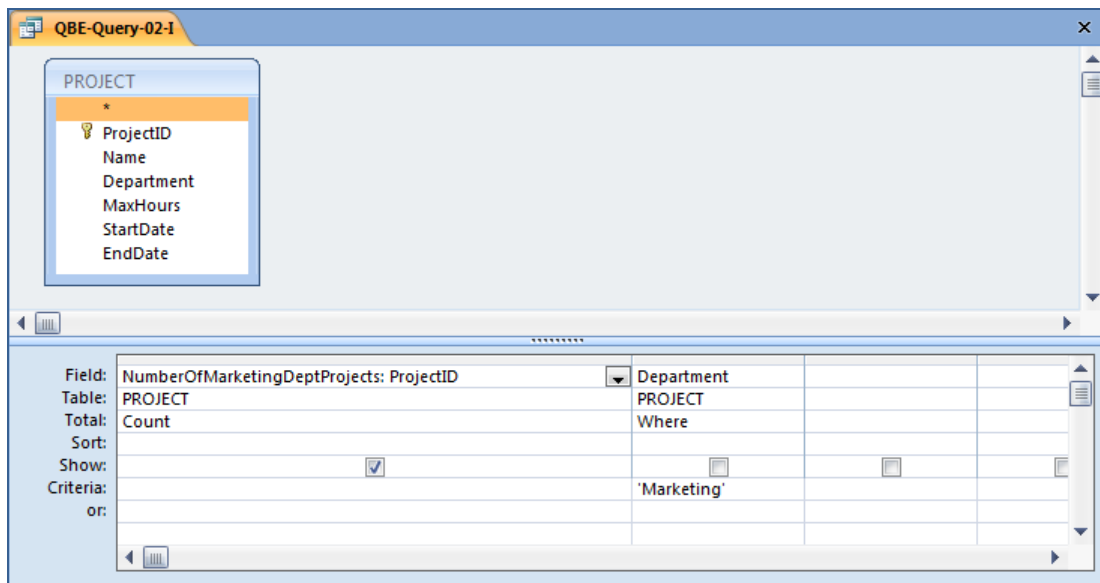 QBE-Query-02-I
PROJECT
*
ProjectID
Name
Department
MaxHours
StartDate
EndDate
Field: NumberOfMarketingDeptProjects: ProjectID Department
Table: PROJECT PROJECT
Total: Count Where
Sort:
Show:
Criteria: 'Marketing'
or: